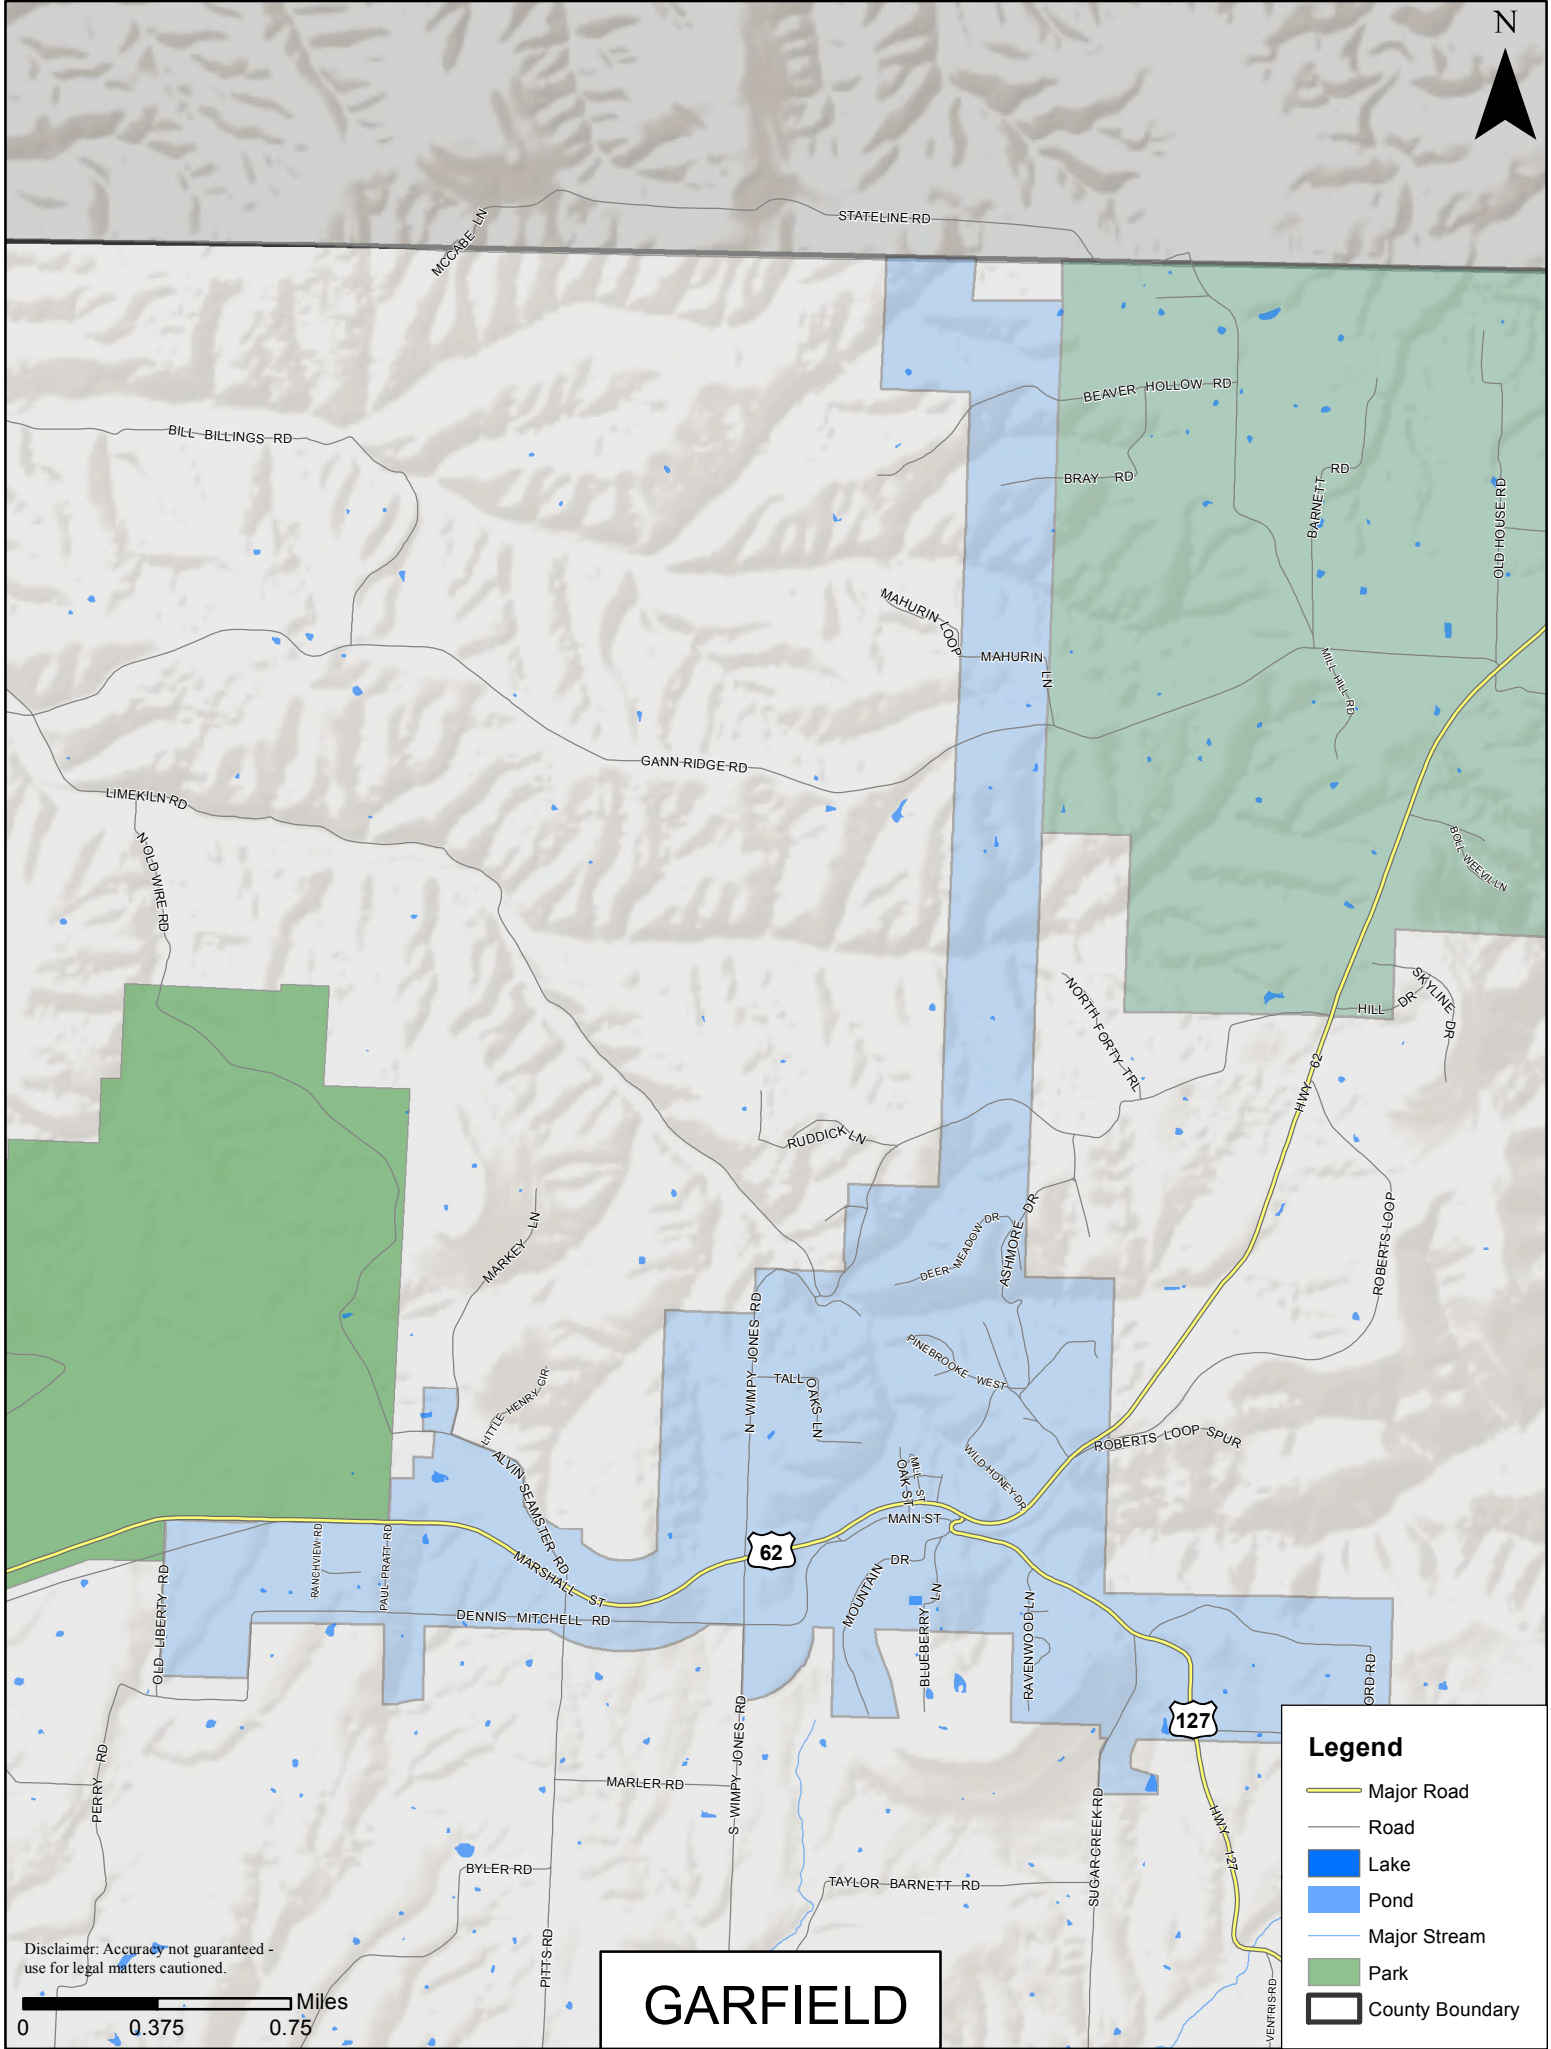 N
STATELINE RD
MCCABE LN
BEAVER HOLLOW RD
BILL BILLINGS RD
BRAY RD
BARNETT RD
OLD HOUSE RD
MAHURIN LOOP
MAHURIN LN
MILL HILL RD
GANN RIDGE RD
LIMEKILN RD
N OLD WIRE RD
BOLL WEEVIL LN
NORTH FORTY TRL
SKYLINE DR
HILL DR
HWY 62
RUDDICK LN
MARKEY LN
DEER MEADOW DR
ASHMORE DR
ROBERTS LOOP
N WIMPY JONES RD
PINEBROOKE WEST
TALL OAKS LN
LITTLE HENRY CIR
ROBERTS LOOP SPUR
ALVIN SEAMSTER RD
WILD HONEY DR
MILL ST
OAK ST
MAIN ST
62
RANCHVIEW RD
PAUL PRATT RD
MARSHALL ST
OLD LIBERTY RD
DENNIS MITCHELL RD
MOUNTAIN DR
BLUEBERRY LN
RAVENWOOD LN
ORD RD
127
PERRY RD
MARLER RD
S WIMPY JONES RD
SUGAR CREEK RD
HWY 127
BYLER RD
TAYLOR BARNETT RD
PITTS RD
VENTRIS RD
Legend
Major Road
Road
Lake
Pond
Major Stream
Park
County Boundary
Disclaimer: Accuracy not guaranteed -
use for legal matters cautioned.
Miles
0 0.375 0.75
GARFIELD